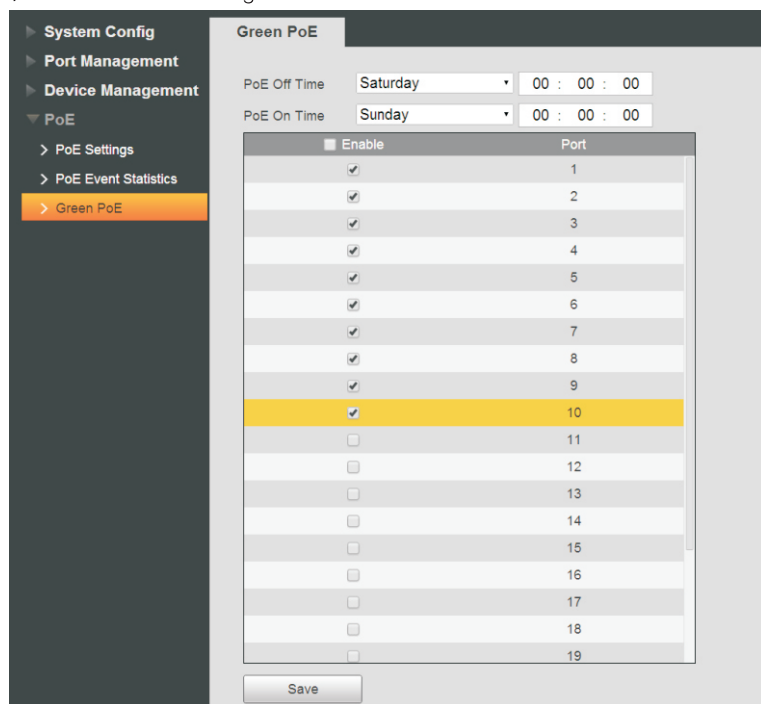 System Config
Port Management
Device Management
PoE
PoE Settings
PoE Event Statistics
Green PoE
Green PoE
PoE Off Time Saturday 00 : 00 : 00
PoE On Time Sunday 00 : 00 : 00
Enable Port
1
2
3
4
5
6
7
8
9
10
11
12
13
14
15
16
17
18
19
Save